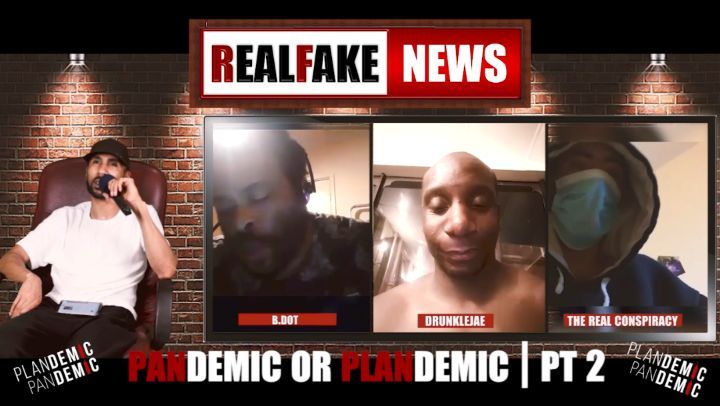 REALFAKE NEWS
B.DOT
DRUNKLEJAE
THE REAL CONSPIRACY
PANDEMIC OR PLANDEMIC | PT 2
PLANDEMIC
PANDEMIC
PLANDEMIC
PANDEMIC